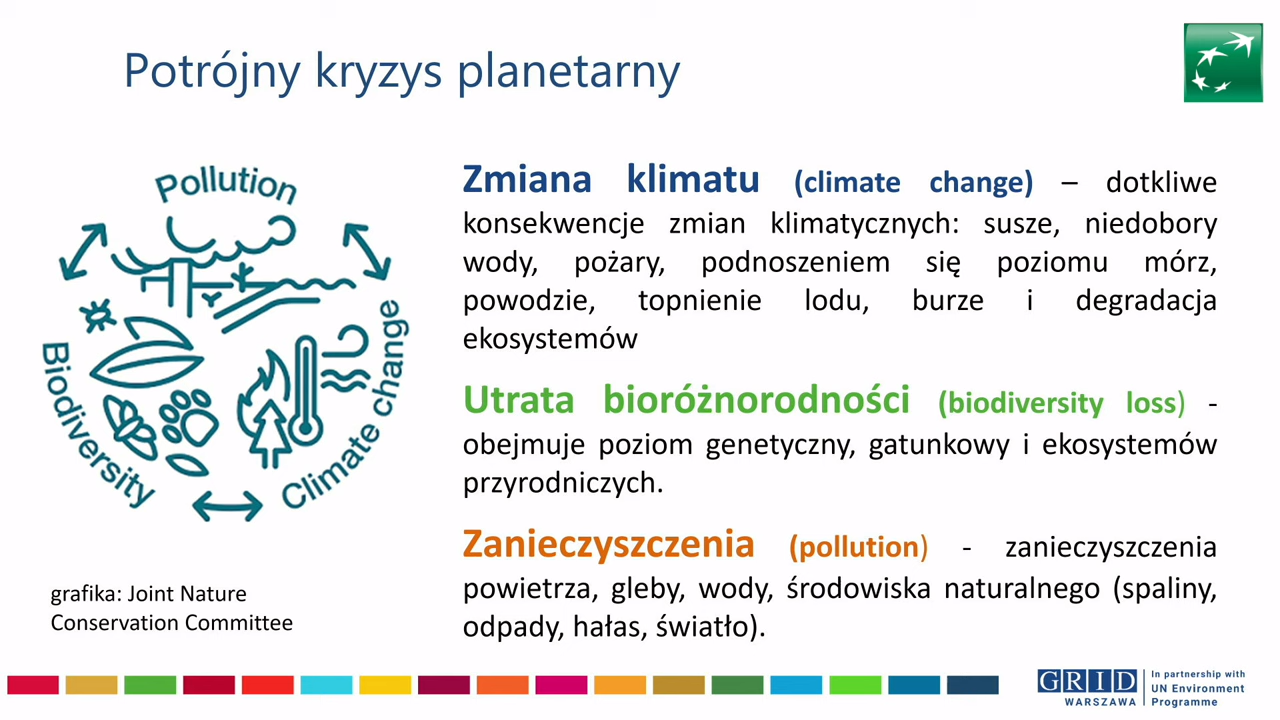 Potrójny kryzys planetarny
Pollution
Biodiversity
Climate change
grafika: Joint Nature
Conservation Committee
Zmiana klimatu (climate change) – dotkliwe
konsekwencje zmian klimatycznych: susze, niedobory
wody, pożary, podnoszeniem się poziomu mórz,
powodzie, topnienie lodu, burze i degradacja
ekosystemów
Utrata bioróżnorodności (biodiversity loss) -
obejmuje poziom genetyczny, gatunkowy i ekosystemów
przyrodniczych.
Zanieczyszczenia (pollution) - zanieczyszczenia
powietrza, gleby, wody, środowiska naturalnego (spaliny,
odpady, hałas, światło).
GRID
WARSZAWA
In partnership with
UN Environment
Programme